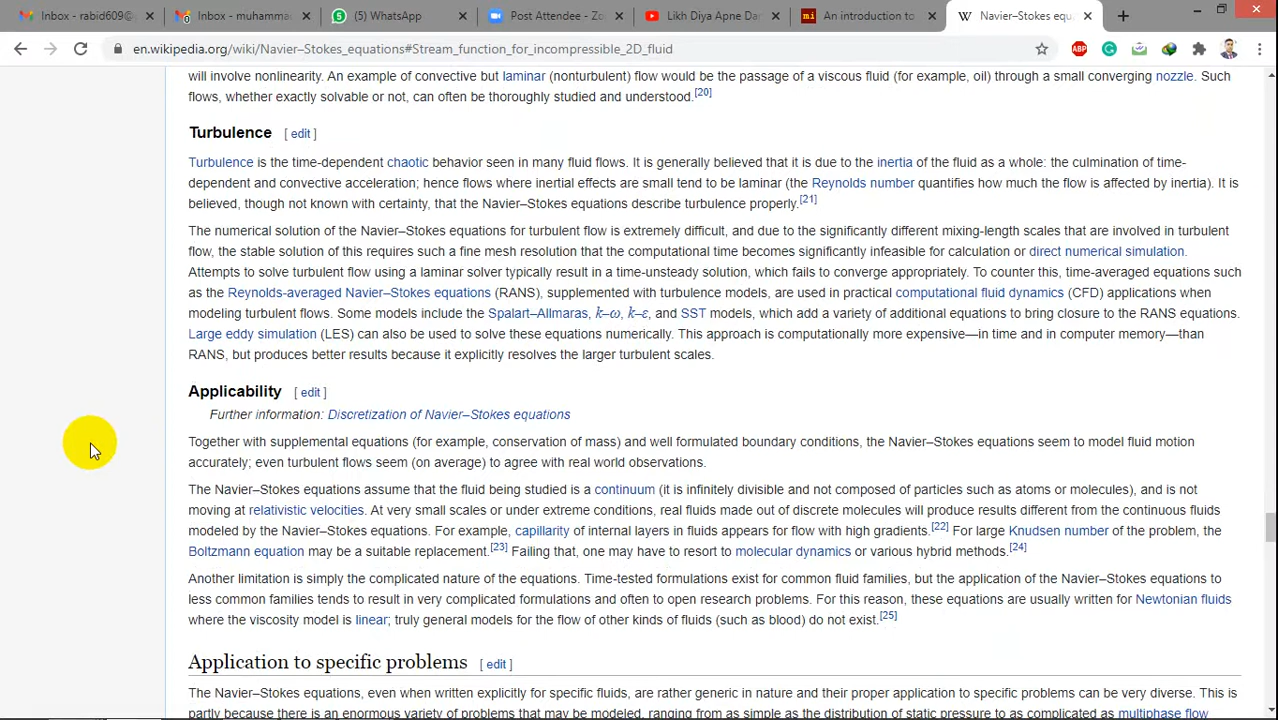 Inbox - rabid609@
Inbox - muhammad
(5) WhatsApp
Post Attendee - Zoo
Likh Diya Apne Dar
An introduction to
Navier–Stokes equ
en.wikipedia.org/wiki/Navier–Stokes_equations#Stream_function_for_incompressible_2D_fluid
will involve nonlinearity. An example of convective but laminar (nonturbulent) flow would be the passage of a viscous fluid (for example, oil) through a small converging nozzle. Such
flows, whether exactly solvable or not, can often be thoroughly studied and understood.[20]
Turbulence [ edit ]
Turbulence is the time-dependent chaotic behavior seen in many fluid flows. It is generally believed that it is due to the inertia of the fluid as a whole: the culmination of time-
dependent and convective acceleration; hence flows where inertial effects are small tend to be laminar (the Reynolds number quantifies how much the flow is affected by inertia). It is
believed, though not known with certainty, that the Navier–Stokes equations describe turbulence properly.[21]
The numerical solution of the Navier–Stokes equations for turbulent flow is extremely difficult, and due to the significantly different mixing-length scales that are involved in turbulent
flow, the stable solution of this requires such a fine mesh resolution that the computational time becomes significantly infeasible for calculation or direct numerical simulation.
Attempts to solve turbulent flow using a laminar solver typically result in a time-unsteady solution, which fails to converge appropriately. To counter this, time-averaged equations such
as the Reynolds-averaged Navier–Stokes equations (RANS), supplemented with turbulence models, are used in practical computational fluid dynamics (CFD) applications when
modeling turbulent flows. Some models include the Spalart–Allmaras, k–ω, k–ε, and SST models, which add a variety of additional equations to bring closure to the RANS equations.
Large eddy simulation (LES) can also be used to solve these equations numerically. This approach is computationally more expensive—in time and in computer memory—than
RANS, but produces better results because it explicitly resolves the larger turbulent scales.
Applicability [ edit ]
Further information: Discretization of Navier–Stokes equations
Together with supplemental equations (for example, conservation of mass) and well formulated boundary conditions, the Navier–Stokes equations seem to model fluid motion
accurately; even turbulent flows seem (on average) to agree with real world observations.
The Navier–Stokes equations assume that the fluid being studied is a continuum (it is infinitely divisible and not composed of particles such as atoms or molecules), and is not
moving at relativistic velocities. At very small scales or under extreme conditions, real fluids made out of discrete molecules will produce results different from the continuous fluids
modeled by the Navier–Stokes equations. For example, capillarity of internal layers in fluids appears for flow with high gradients.[22] For large Knudsen number of the problem, the
Boltzmann equation may be a suitable replacement.[23] Failing that, one may have to resort to molecular dynamics or various hybrid methods.[24]
Another limitation is simply the complicated nature of the equations. Time-tested formulations exist for common fluid families, but the application of the Navier–Stokes equations to
less common families tends to result in very complicated formulations and often to open research problems. For this reason, these equations are usually written for Newtonian fluids
where the viscosity model is linear; truly general models for the flow of other kinds of fluids (such as blood) do not exist.[25]
Application to specific problems [ edit ]
The Navier–Stokes equations, even when written explicitly for specific fluids, are rather generic in nature and their proper application to specific problems can be very diverse. This is
partly because there is an enormous variety of problems that may be modeled, ranging from as simple as the distribution of static pressure to as complicated as multiphase flow